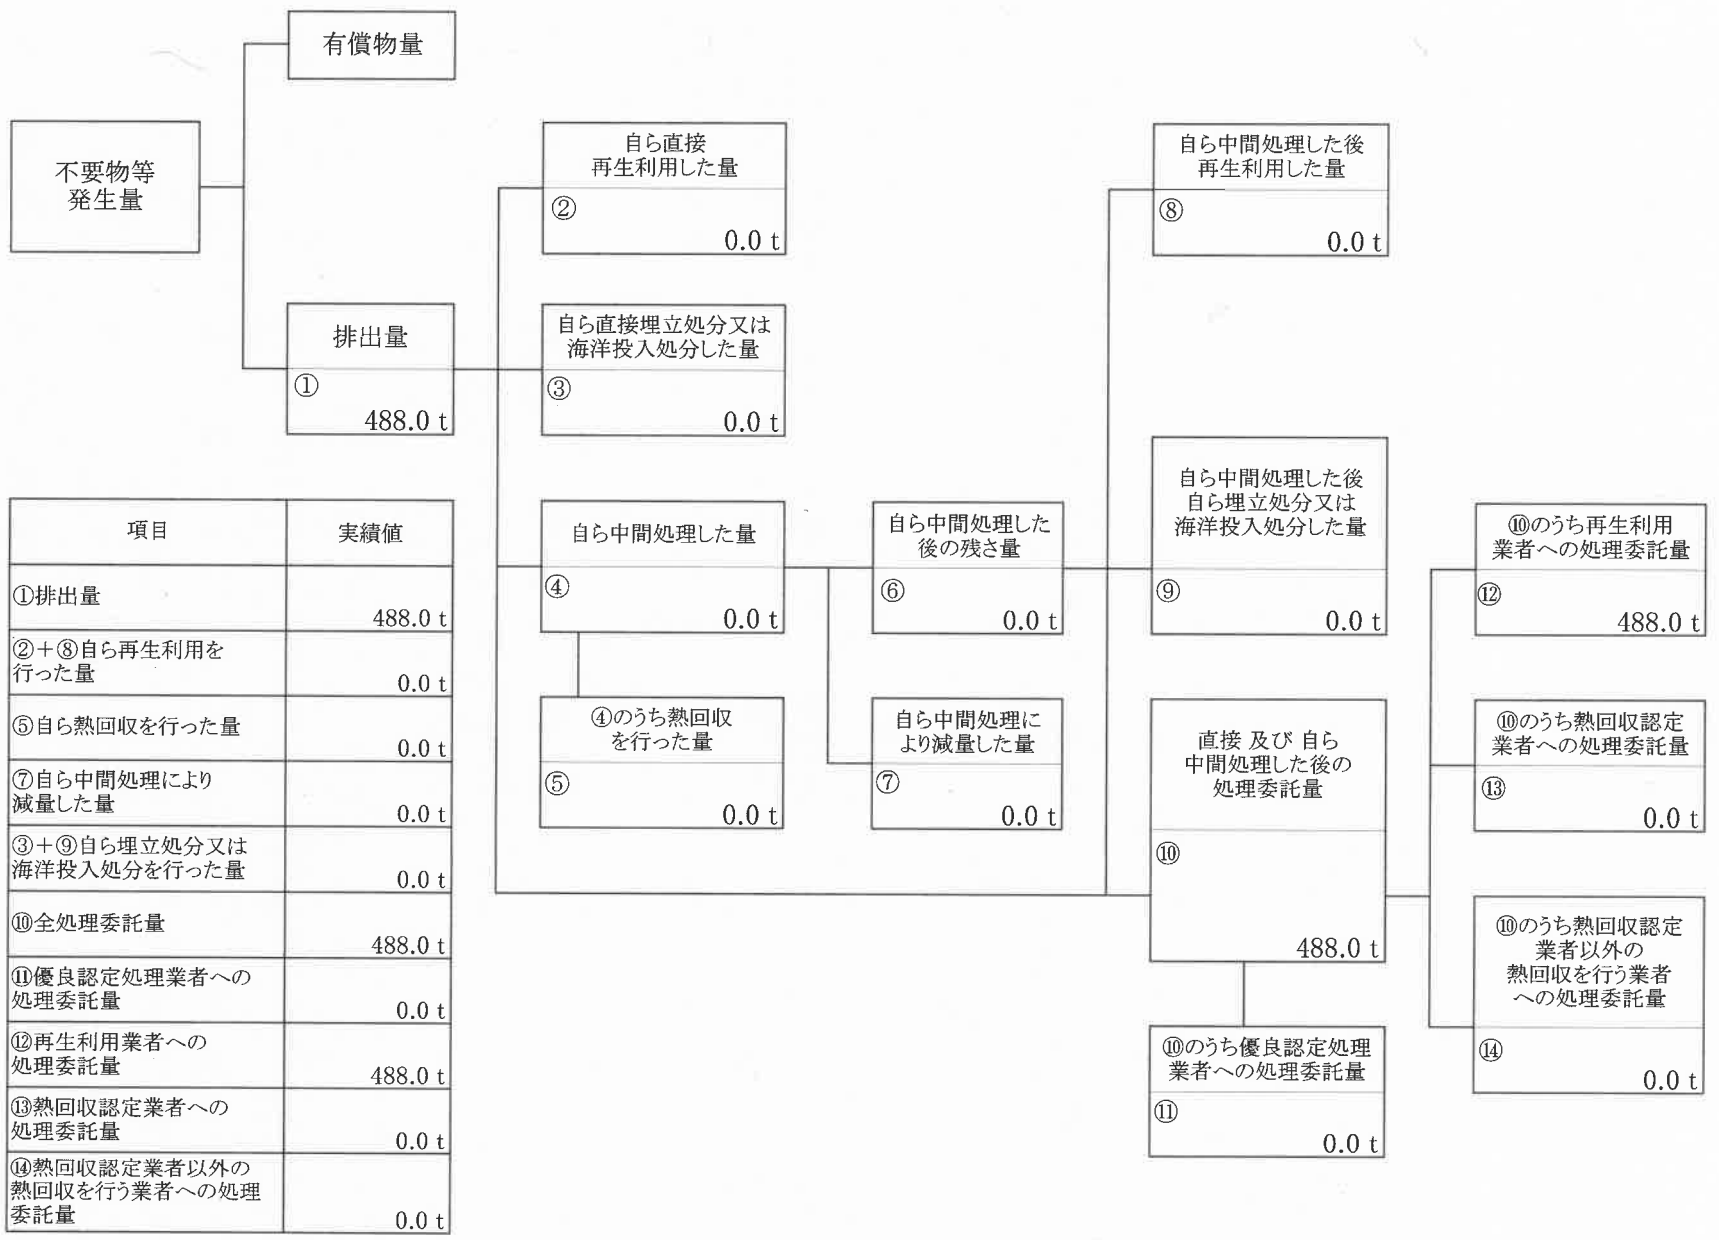 有償物量
不要物等
発生量
排出量
①
488.0 t
自ら直接
再生利用した量
②
0.0 t
自ら直接埋立処分又は
海洋投入処分した量
③
0.0 t
自ら中間処理した量
④
0.0 t
④のうち熱回収
を行った量
⑤
0.0 t
自ら中間処理した
後の残さ量
⑥
0.0 t
自ら中間処理に
より減量した量
⑦
0.0 t
自ら中間処理した後
再生利用した量
⑧
0.0 t
自ら中間処理した後
自ら埋立処分又は
海洋投入処分した量
⑨
0.0 t
直接 及び 自ら
中間処理した後の
処理委託量
⑩
488.0 t
⑩のうち優良認定処理
業者への処理委託量
⑪
0.0 t
⑩のうち再生利用
業者への処理委託量
⑫
488.0 t
⑩のうち熱回収認定
業者への処理委託量
⑬
0.0 t
⑩のうち熱回収認定
業者以外の
熱回収を行う業者
への処理委託量
⑭
0.0 t
項目
実績値
①排出量
488.0 t
②＋⑧自ら再生利用を
行った量
0.0 t
⑤自ら熱回収を行った量
0.0 t
⑦自ら中間処理により
減量した量
0.0 t
③＋⑨自ら埋立処分又は
海洋投入処分を行った量
0.0 t
⑩全処理委託量
488.0 t
⑪優良認定処理業者への
処理委託量
0.0 t
⑫再生利用業者への
処理委託量
488.0 t
⑬熱回収認定業者への
処理委託量
0.0 t
⑭熱回収認定業者以外の
熱回収を行う業者への処理
委託量
0.0 t